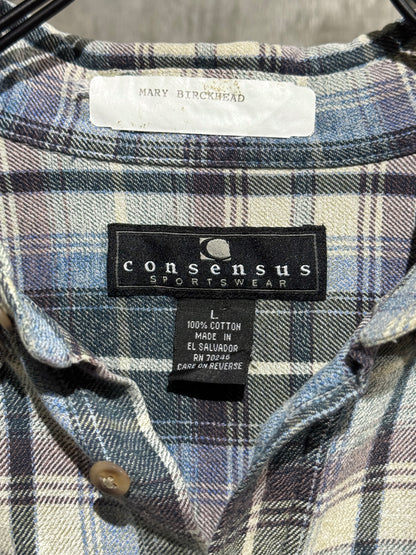 MARY BIRCKHEAD
consensus
SPORTSWEAR
L
100% COTTON
MADE IN
EL SALVADOR
RN 70246
CARE ON REVERSE